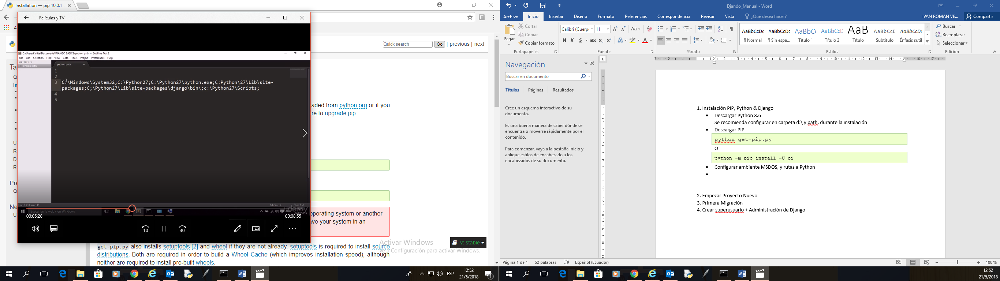 Installation — pip 10.0.1
Películas y TV
Quick search
Go
| previous | next
C:\Users\Karlita\Documents\DJANGO BASICS\python path • - Sublime Text 2
File Edit Selection Find View Goto Tools Project Preferences Help
OPEN FILES
python path
python path
1
2
3 C:\Windows\System32;C:\Python27;C:\Python27\python.exe;C:Python\27\Lib\site-
packages;C;\Python27\Lib\site-packages\django\bin\;c:\Python27\Scripts;
4
5
Line 3, Column 140
Tab Size: 4
Plain Text
Buscar en la web y en Windows
udemy
20/01/2016
00:05:28
00:08:55
10
30
oaded from python.org or if you
re to upgrade pip.
operating system or another
ave your system in an
get-pip.py also installs setuptools [2] and wheel if they are not already. setuptools is required to install source
distributions. Both are required in order to build a Wheel Cache (which improves installation speed), although
neither are required to install pre-built wheels.
Activar Windows
Ve a Configuración para activar Windows.
v: stable
ESP
12:52
21/5/2018
1
Djando_Manual - Word
Archivo Inicio Insertar Diseño Formato Referencias Correspondencia Revisar Vista ¿Qué desea hacer?
IVAN ROMAN VE...
Compartir
Pegar
Cortar
Copiar
Copiar formato
Portapapeles
Calibri (Cuerpo
11
Aa
N K S abc x₂ x²
Fuente
Párrafo
AaBbCcDc AaBbCcDc AaBbCc AaBbCcD AaB AaBbCcD AaBbCcDc
¶ Normal ¶ Sin espa... Título 1 Título 2 Título Subtítulo Énfasis sutil
Estilos
Buscar
Reemplazar
Seleccionar
Edición
Navegación
Buscar en documento
Títulos Páginas Resultados
Cree un esquema interactivo de su
documento.
Es una buena manera de saber dónde se
encuentra o moverse rápidamente por el
contenido.
Para comenzar, vaya a la pestaña Inicio y
aplique estilos de encabezado a los
encabezados de su documento.
1. Instalación PIP, Python & Django
• Descargar Python 3.6
Se recomienda configurar en carpeta d:\ y path, durante la instalación
• Descargar PIP
python get-pip.py
O
python -m pip install -U pi
• Configurar ambiente MSDOS, y rutas a Python
•
2. Empezar Proyecto Nuevo
3. Primera Migración
4. Crear superusuario + Administración de Django
Página 1 de 1
52 palabras
Español (Ecuador)
100 %
12:52
21/5/2018